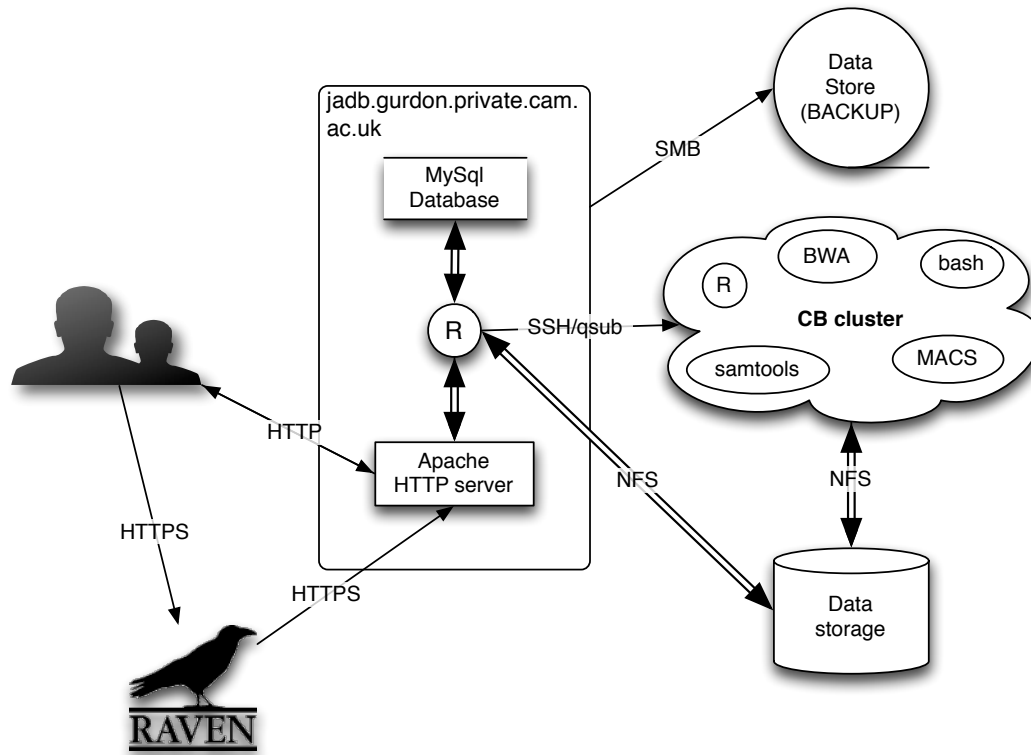 Data
Store
(BACKUP)
jadb.gurdon.private.cam.
ac.uk
SMB
MySql
Database
BWA
bash
R
CB cluster
R
SSH/qsub
samtools
MACS
HTTP
Apache
HTTP server
NFS
NFS
HTTPS
HTTPS
Data
storage
RAVEN